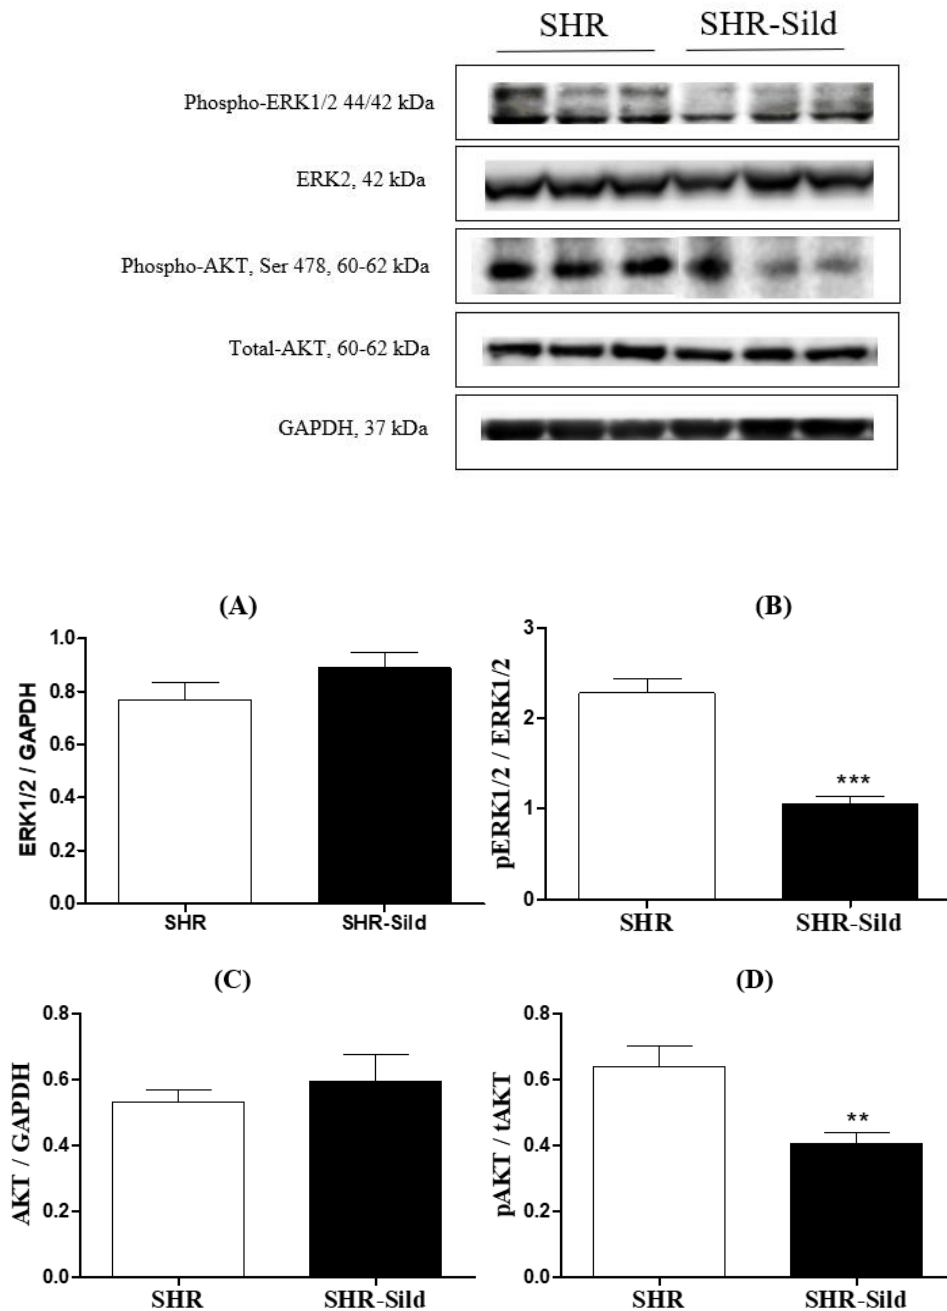 SHR SHR-Sild
Phospho-ERK1/2 44/42 kDa
ERK2, 42 kDa
Phospho-AKT, Ser 478, 60-62 kDa
Total-AKT, 60-62 kDa
GAPDH, 37 kDa
(A)
ERK1/2 / GAPDH
1.0
0.8
0.6
0.4
0.2
0.0
SHR SHR-Sild
(B)
pERK1/2 / ERK1/2
3
2
1
0
***
SHR SHR-Sild
(C)
AKT / GAPDH
0.8
0.6
0.4
0.2
0.0
SHR SHR-Sild
(D)
pAKT / tAKT
0.8
0.6
0.4
0.2
0.0
**
SHR SHR-Sild